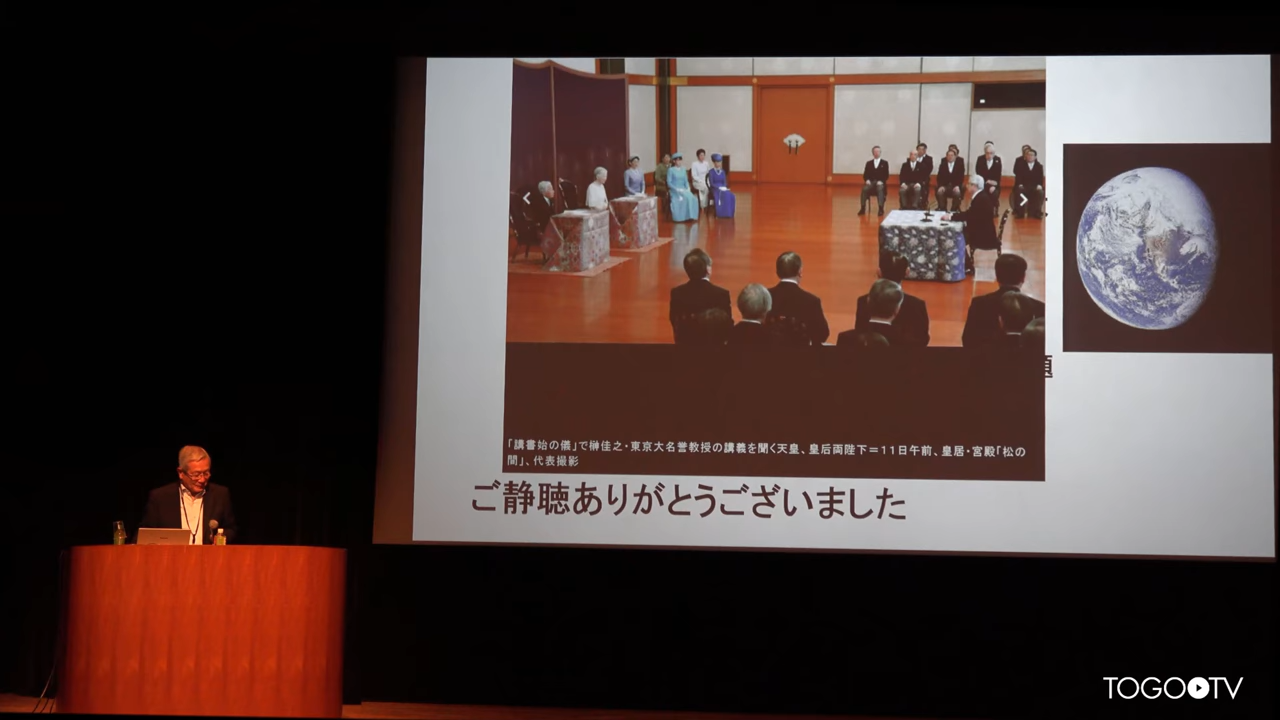 「講書始の儀」で榊佳之・東京大名誉教授の講義を聞く天皇、皇后両陛下＝11日午前、皇居・宮殿「松の
間」、代表撮影
題
ご静聴ありがとうございました
TOGOTV